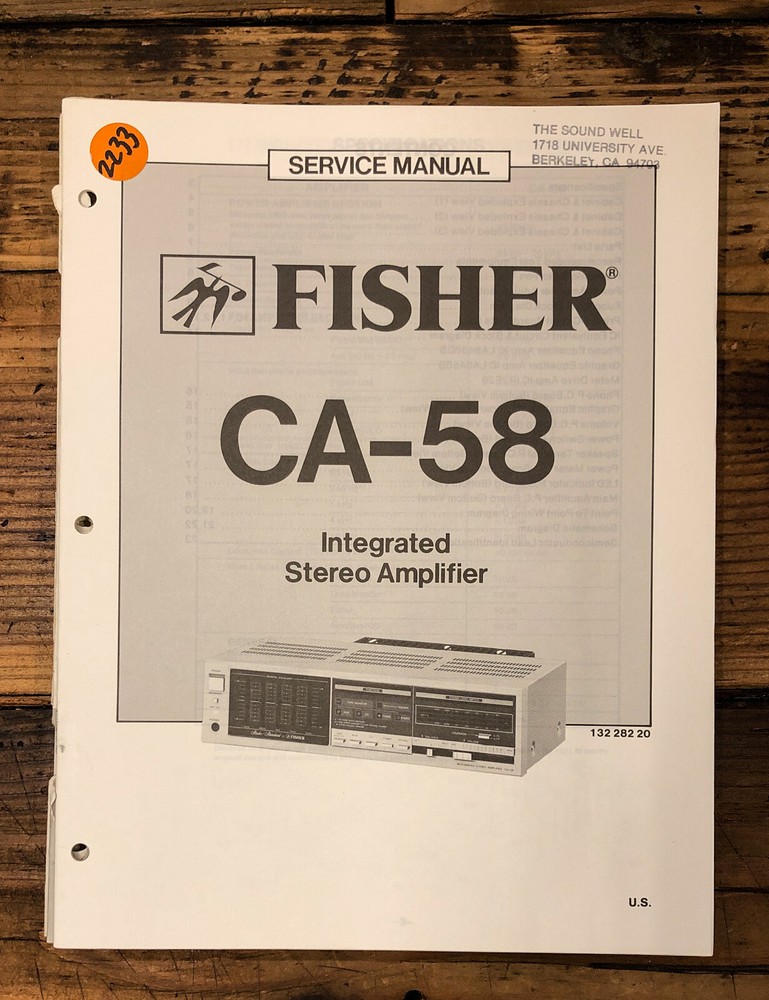 2233
THE SOUND WELL
1718 UNIVERSITY AVE.
BERKELEY, CA 94703
SERVICE MANUAL
FISHER®
CA-58
Integrated
Stereo Amplifier
FISHER
132 282 20
U.S.